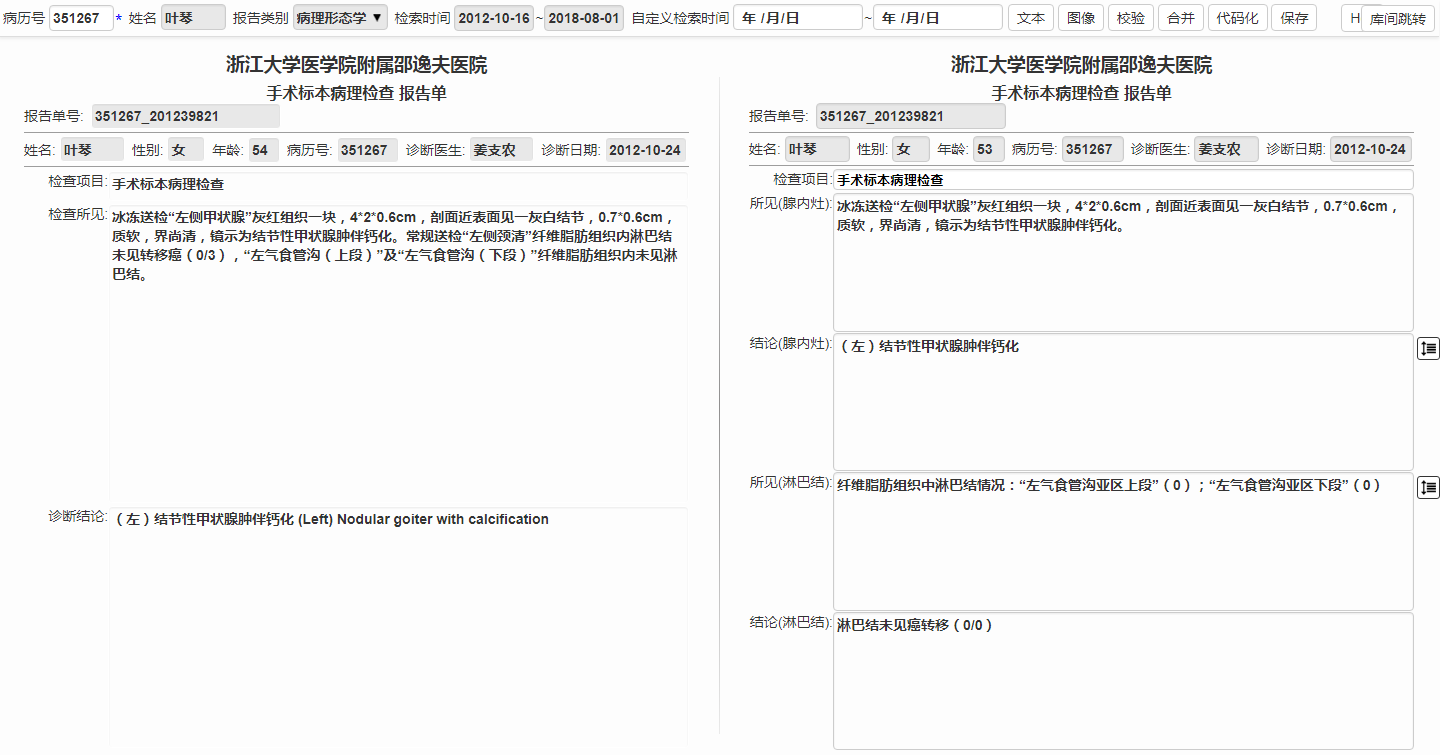 病历号 351267 * 姓名 叶琴 报告类别 病理形态学 ▼ 检索时间 2012-10-16 ~ 2018-08-01 自定义检索时间 年 /月/日 ~ 年 /月/日 文本 图像 校验 合并 代码化 保存 H 库间跳转
浙江大学医学院附属邵逸夫医院
手术标本病理检查 报告单
报告单号: 351267_201239821
姓名: 叶琴 性别: 女 年龄: 54 病历号: 351267 诊断医生: 姜支农 诊断日期: 2012-10-24
检查项目: 手术标本病理检查
检查所见: 冰冻送检“左侧甲状腺”灰红组织一块，4*2*0.6cm，剖面近表面见一灰白结节，0.7*0.6cm，
质软，界尚清，镜示为结节性甲状腺肿伴钙化。常规送检“左侧颈清”纤维脂肪组织内淋巴结
未见转移癌（0/3），“左气食管沟（上段）”及“左气食管沟（下段）”纤维脂肪组织内未见淋
巴结。
诊断结论: （左）结节性甲状腺肿伴钙化 (Left) Nodular goiter with calcification
浙江大学医学院附属邵逸夫医院
手术标本病理检查 报告单
报告单号: 351267_201239821
姓名: 叶琴 性别: 女 年龄: 53 病历号: 351267 诊断医生: 姜支农 诊断日期: 2012-10-24
检查项目: 手术标本病理检查
所见(腺内灶): 冰冻送检“左侧甲状腺”灰红组织一块，4*2*0.6cm，剖面近表面见一灰白结节，0.7*0.6cm，
质软，界尚清，镜示为结节性甲状腺肿伴钙化。
结论(腺内灶): （左）结节性甲状腺肿伴钙化
所见(淋巴结): 纤维脂肪组织中淋巴结情况：“左气食管沟亚区上段”（0）；“左气食管沟亚区下段”（0）
结论(淋巴结): 淋巴结未见癌转移（0/0）